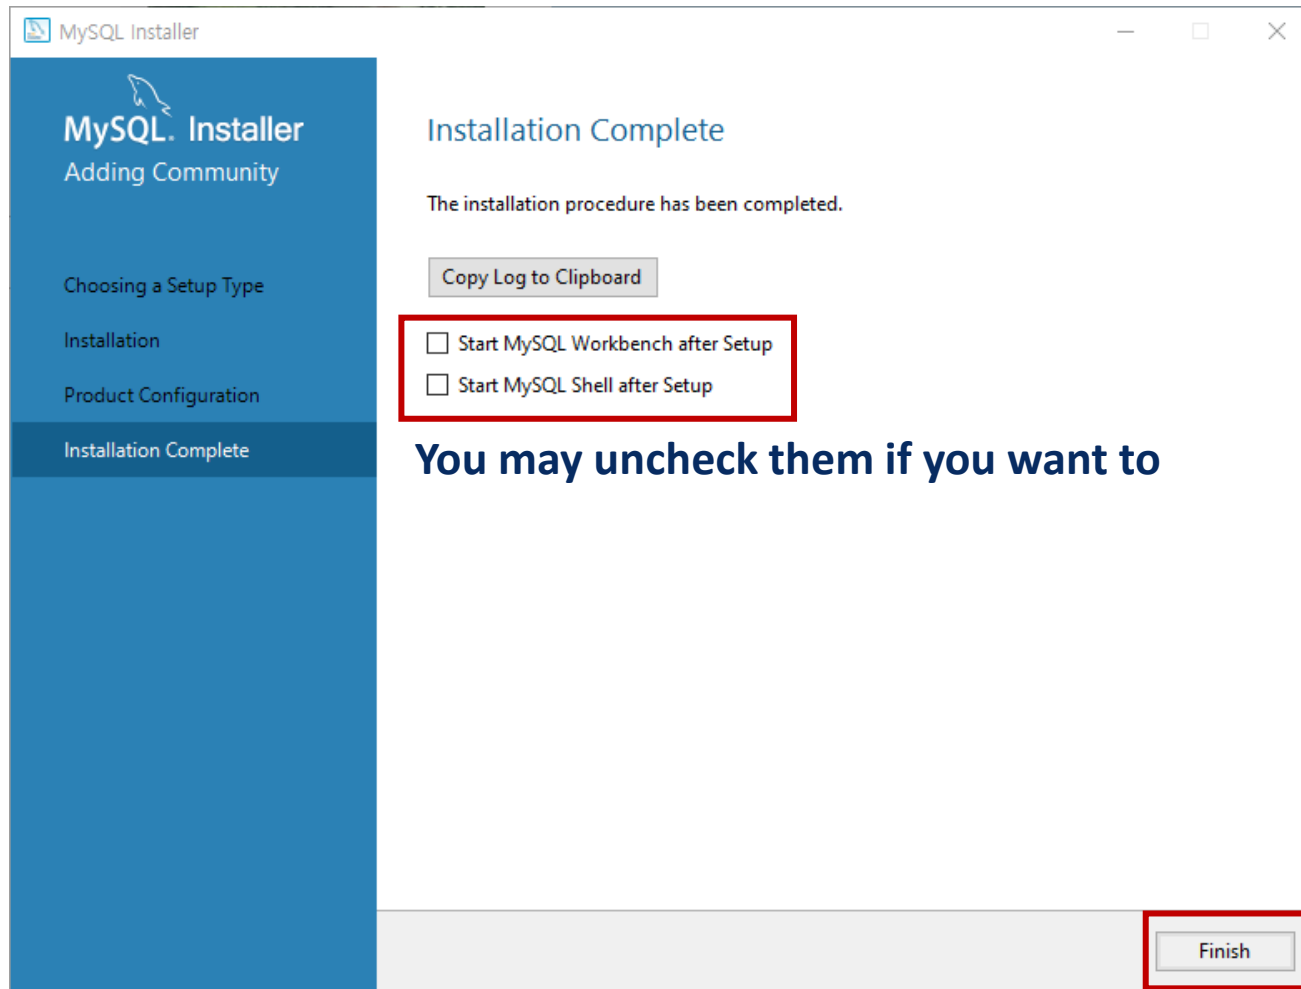 MySQL Installer
MySQL. Installer
Adding Community
Choosing a Setup Type
Installation
Product Configuration
Installation Complete
Installation Complete
The installation procedure has been completed.
Copy Log to Clipboard
Start MySQL Workbench after Setup
Start MySQL Shell after Setup
You may uncheck them if you want to
Finish